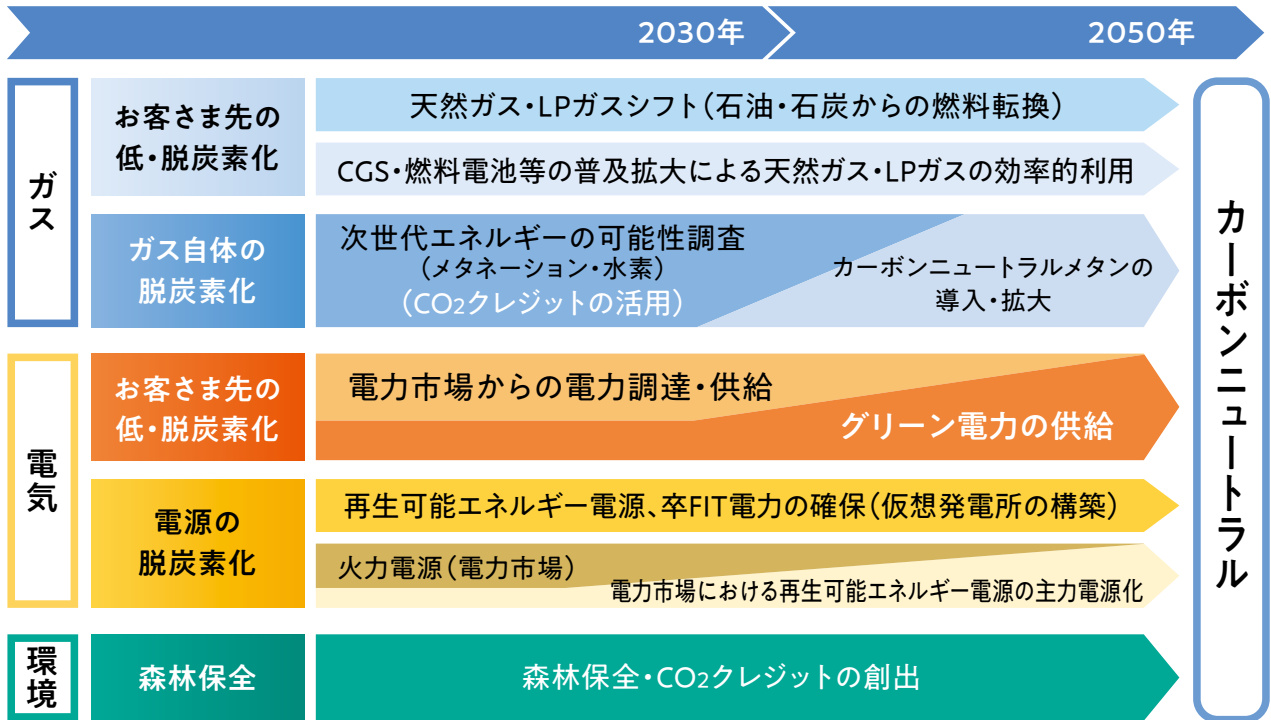 2030年
2050年
ガス
お客さま先の
低・脱炭素化
天然ガス・LPガスシフト（石油・石炭からの燃料転換）
CGS・燃料電池等の普及拡大による天然ガス・LPガスの効率的利用
ガス自体の
脱炭素化
次世代エネルギーの可能性調査
（メタネーション・水素）
（CO2クレジットの活用）
カーボンニュートラルメタンの
導入・拡大
電気
お客さま先の
低・脱炭素化
電力市場からの電力調達・供給
グリーン電力の供給
電源の
脱炭素化
再生可能エネルギー電源、卒FIT電力の確保（仮想発電所の構築）
火力電源（電力市場）
電力市場における再生可能エネルギー電源の主力電源化
環境
森林保全
森林保全・CO2クレジットの創出
カーボンニュートラル